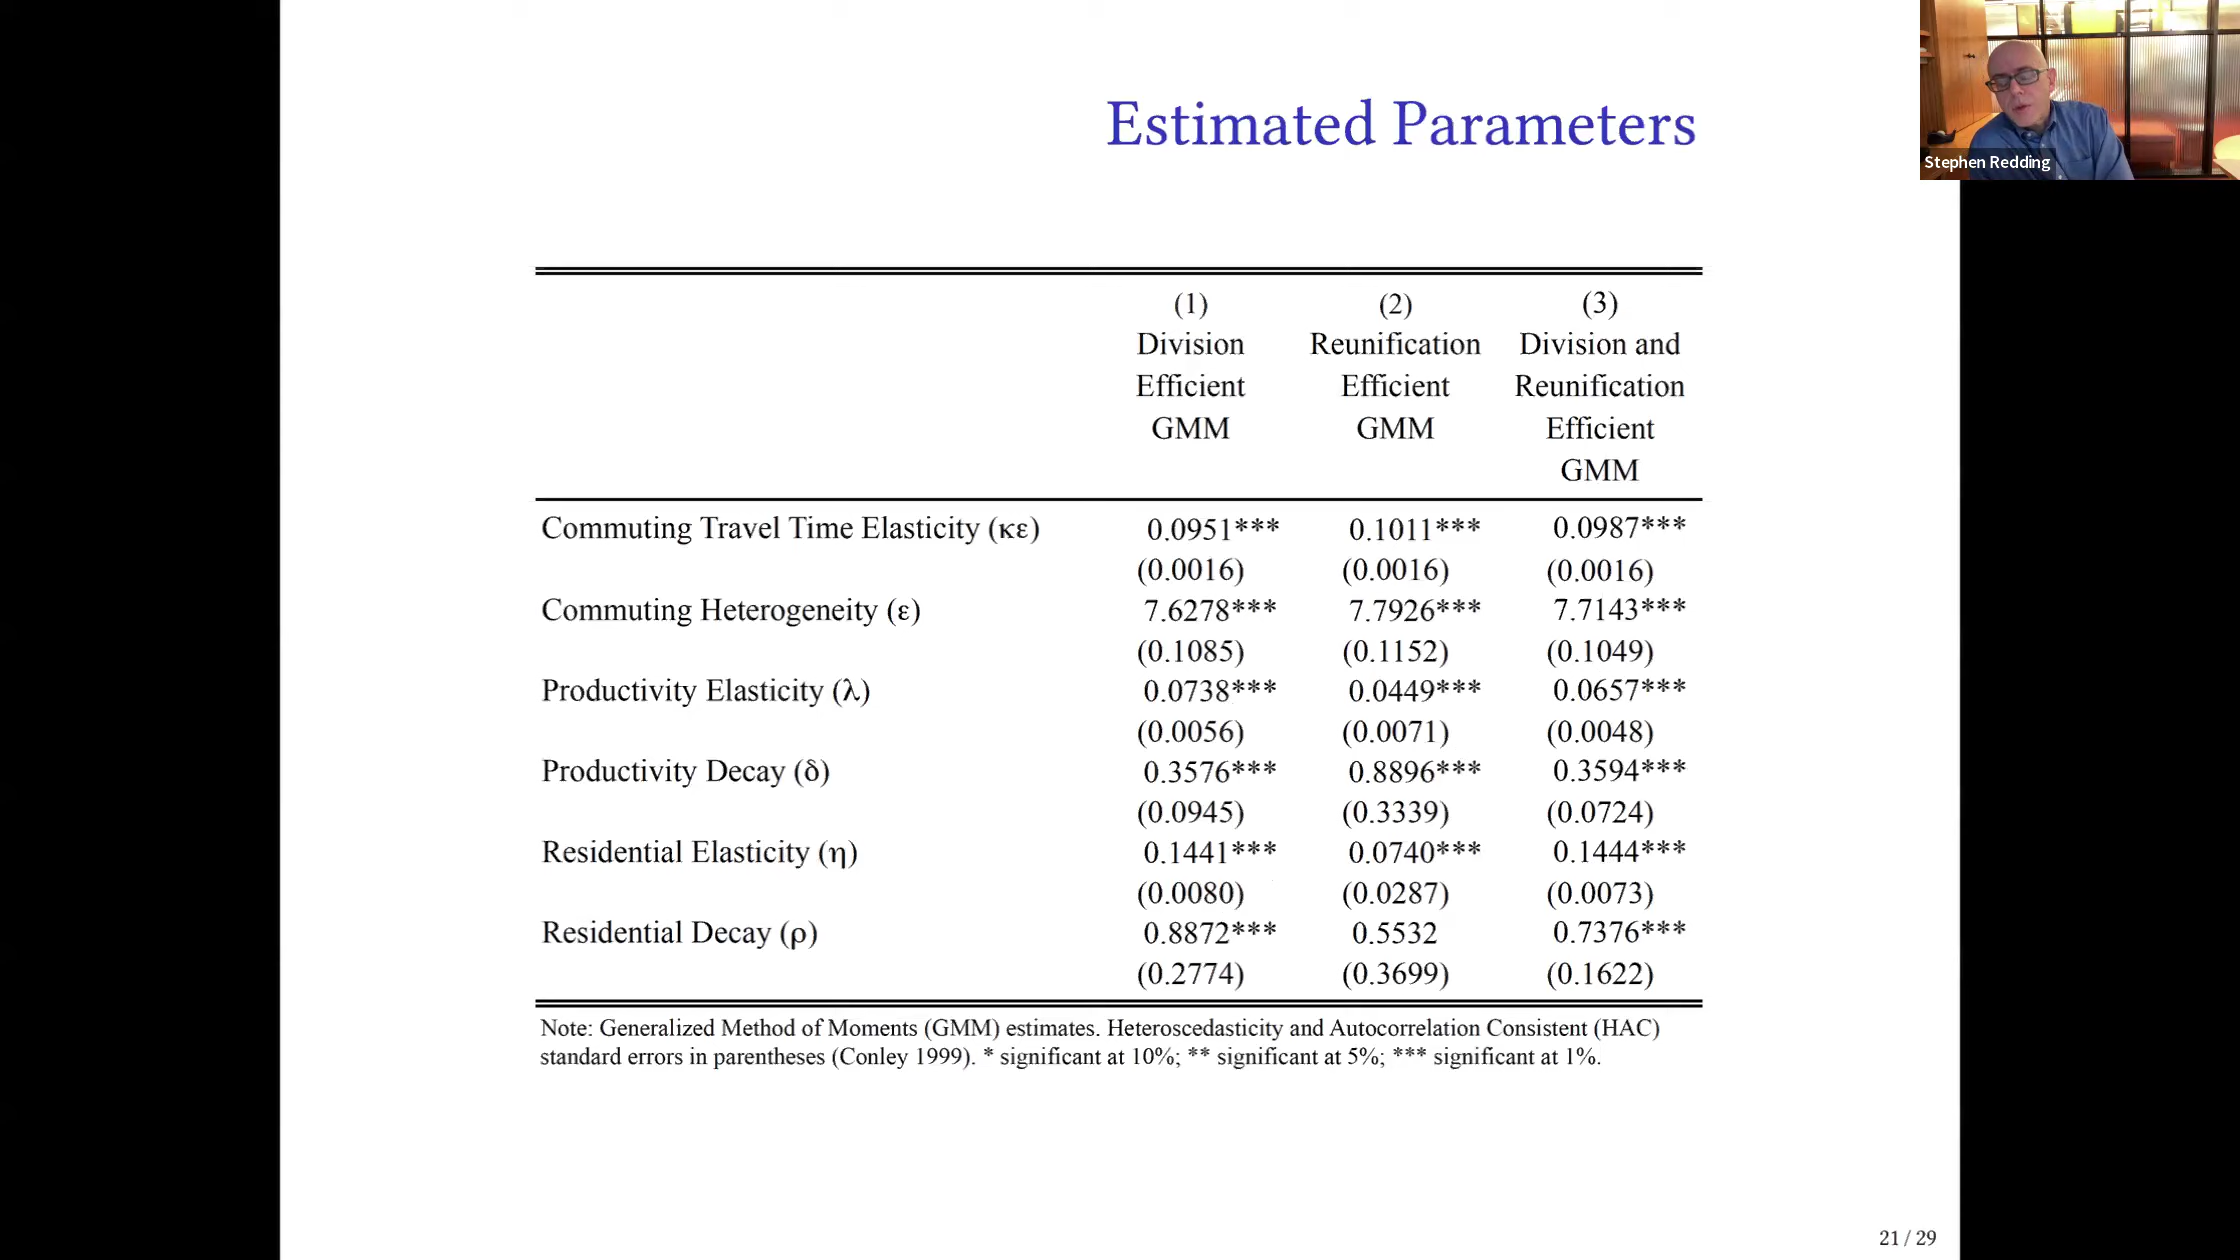 Estimated Parameters
Stephen Redding
(1) (2) (3)
Division Reunification Division and
Efficient Efficient Reunification
GMM GMM Efficient
GMM
Commuting Travel Time Elasticity (κε) 0.0951*** 0.1011*** 0.0987***
(0.0016) (0.0016) (0.0016)
Commuting Heterogeneity (ε) 7.6278*** 7.7926*** 7.7143***
(0.1085) (0.1152) (0.1049)
Productivity Elasticity (λ) 0.0738*** 0.0449*** 0.0657***
(0.0056) (0.0071) (0.0048)
Productivity Decay (δ) 0.3576*** 0.8896*** 0.3594***
(0.0945) (0.3339) (0.0724)
Residential Elasticity (η) 0.1441*** 0.0740*** 0.1444***
(0.0080) (0.0287) (0.0073)
Residential Decay (ρ) 0.8872*** 0.5532 0.7376***
(0.2774) (0.3699) (0.1622)
Note: Generalized Method of Moments (GMM) estimates. Heteroscedasticity and Autocorrelation Consistent (HAC)
standard errors in parentheses (Conley 1999). * significant at 10%; ** significant at 5%; *** significant at 1%.
21 / 29